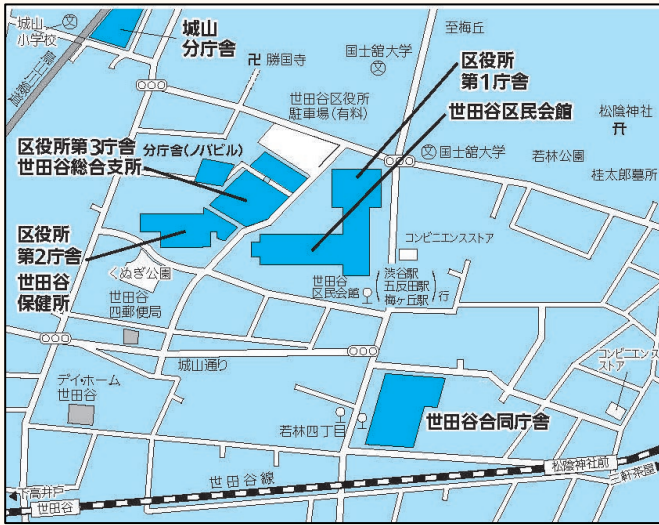 城山
小学校
文
城山
分庁舎
至梅丘
国士舘大学
文
勝国寺
世田谷区役所
駐車場(有料)
区役所
第1庁舎
世田谷区民会館
松陰神社
文
国士舘大学
若林公園
桂太郎墓所
区役所第3庁舎
世田谷総合支所
分庁舎(ノバビル)
区役所
第2庁舎
世田谷
保健所
くぬぎ公園
世田谷
四郵便局
コンビニエンスストア
世田谷
区民会館
渋谷駅
五反田駅
梅ヶ丘駅
行
城山通り
デイ・ホーム
世田谷
コンビニエンス・
ストア
若林四丁目
世田谷合同庁舎
世田谷線
松陰神社前
三軒茶屋
下高井戸
世田谷